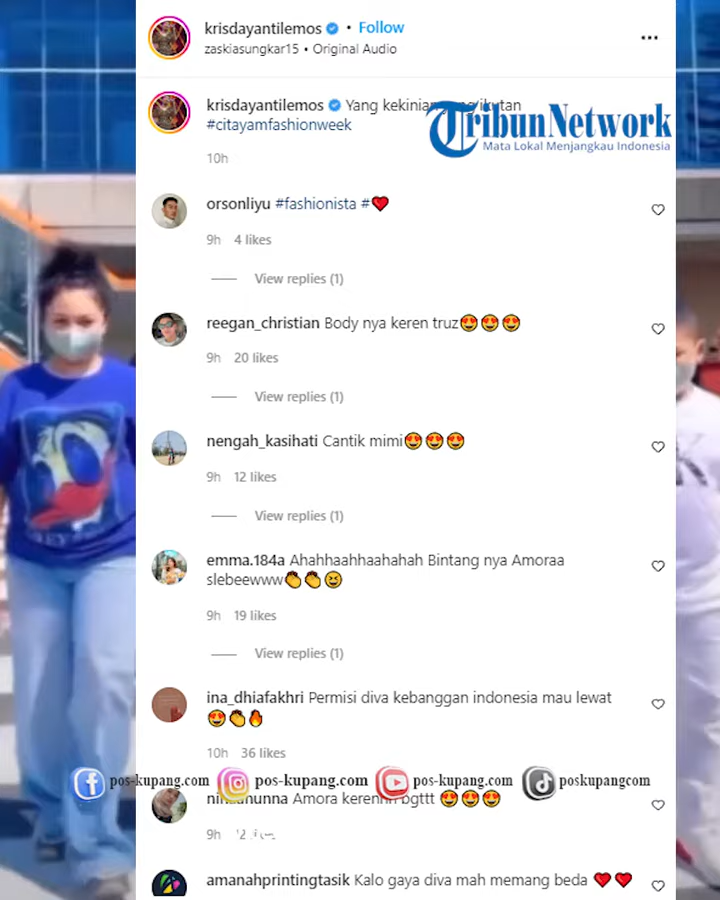 krisdayantilemos • Follow
zaskiasungkar15 • Original Audio
krisdayantilemos Yang kekinian yang ikutan
#citayamfashionweek
TribunNetwork
Mata Lokal Menjangkau Indonesia
10h
orsonliyu #fashionista #❤️
9h 4 likes
View replies (1)
reegan_christian Body nya keren truz😍😍😍
9h 20 likes
View replies (1)
nengah_kasihati Cantik mimi😍😍😍
9h 12 likes
View replies (1)
emma.184a Ahahhaahhaahahah Bintang nya Amoraa
slebeewww👏👏😆
9h 19 likes
View replies (1)
ina_dhiafakhri Permisi diva kebanggan indonesia mau lewat
😍👏🔥
10h 36 likes
pos-kupang.com pos-kupang.com pos-kupang.com poskupangcom
Amora kerennn bgttt 😍😍😍
9h
amanahprintingtasik Kalo gaya diva mah memang beda ❤️❤️